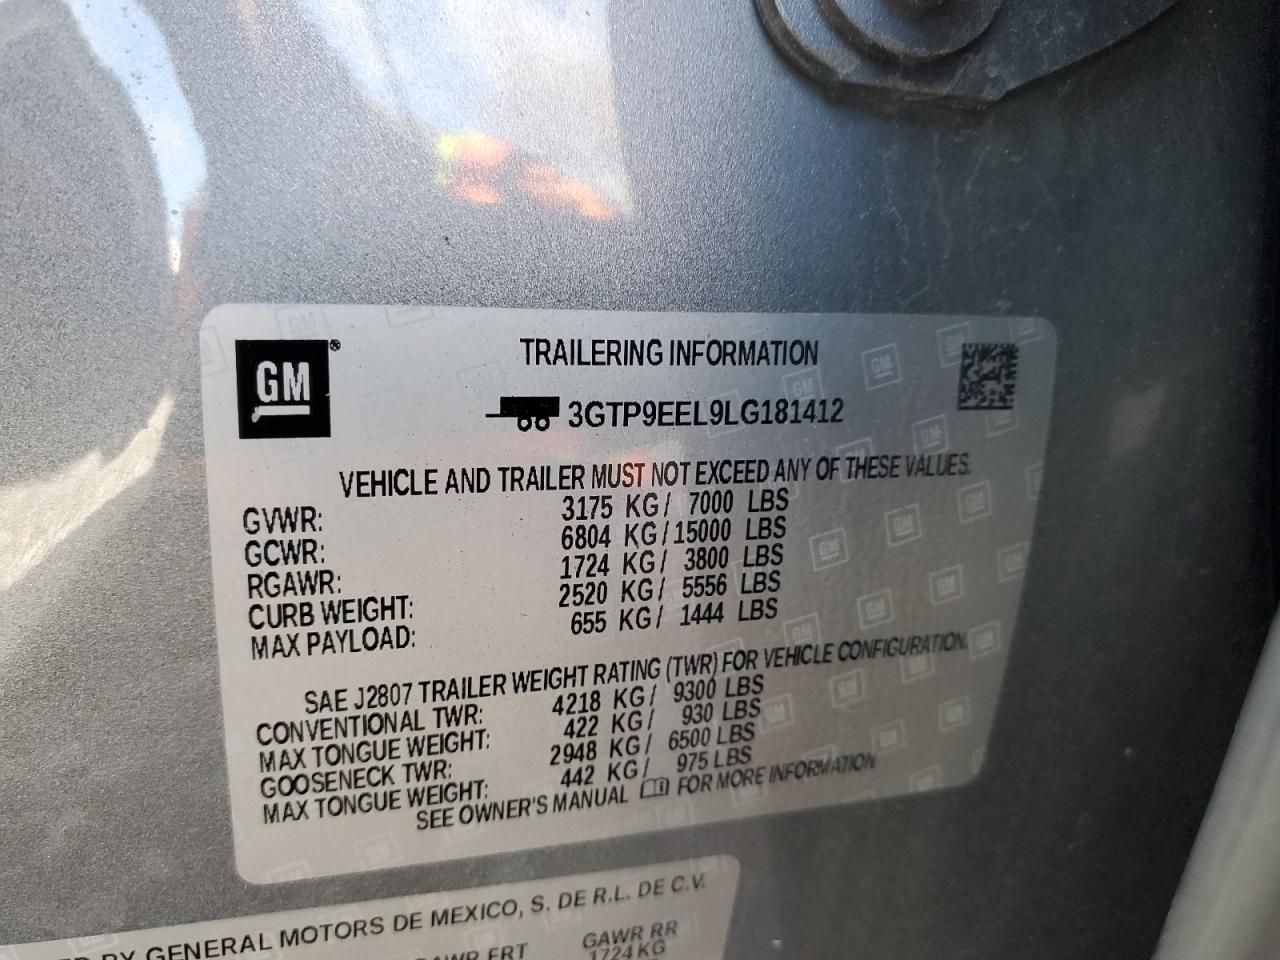 GM®
TRAILERING INFORMATION
3GTP9EEL9LG181412
VEHICLE AND TRAILER MUST NOT EXCEED ANY OF THESE VALUES.
GVWR: 3175 KG/ 7000 LBS
GCWR: 6804 KG/15000 LBS
RGAWR: 1724 KG/ 3800 LBS
CURB WEIGHT: 2520 KG/ 5556 LBS
MAX PAYLOAD: 655 KG/ 1444 LBS
SAE J2807 TRAILER WEIGHT RATING (TWR) FOR VEHICLE CONFIGURATION.
CONVENTIONAL TWR: 4218 KG/ 9300 LBS
MAX TONGUE WEIGHT: 422 KG/ 930 LBS
GOOSENECK TWR: 2948 KG/ 6500 LBS
MAX TONGUE WEIGHT: 442 KG/ 975 LBS
SEE OWNER'S MANUAL FOR MORE INFORMATION
BY GENERAL MOTORS DE MEXICO, S. DE R.L. DE C.V.
FRT GAWR RR
1724 KG